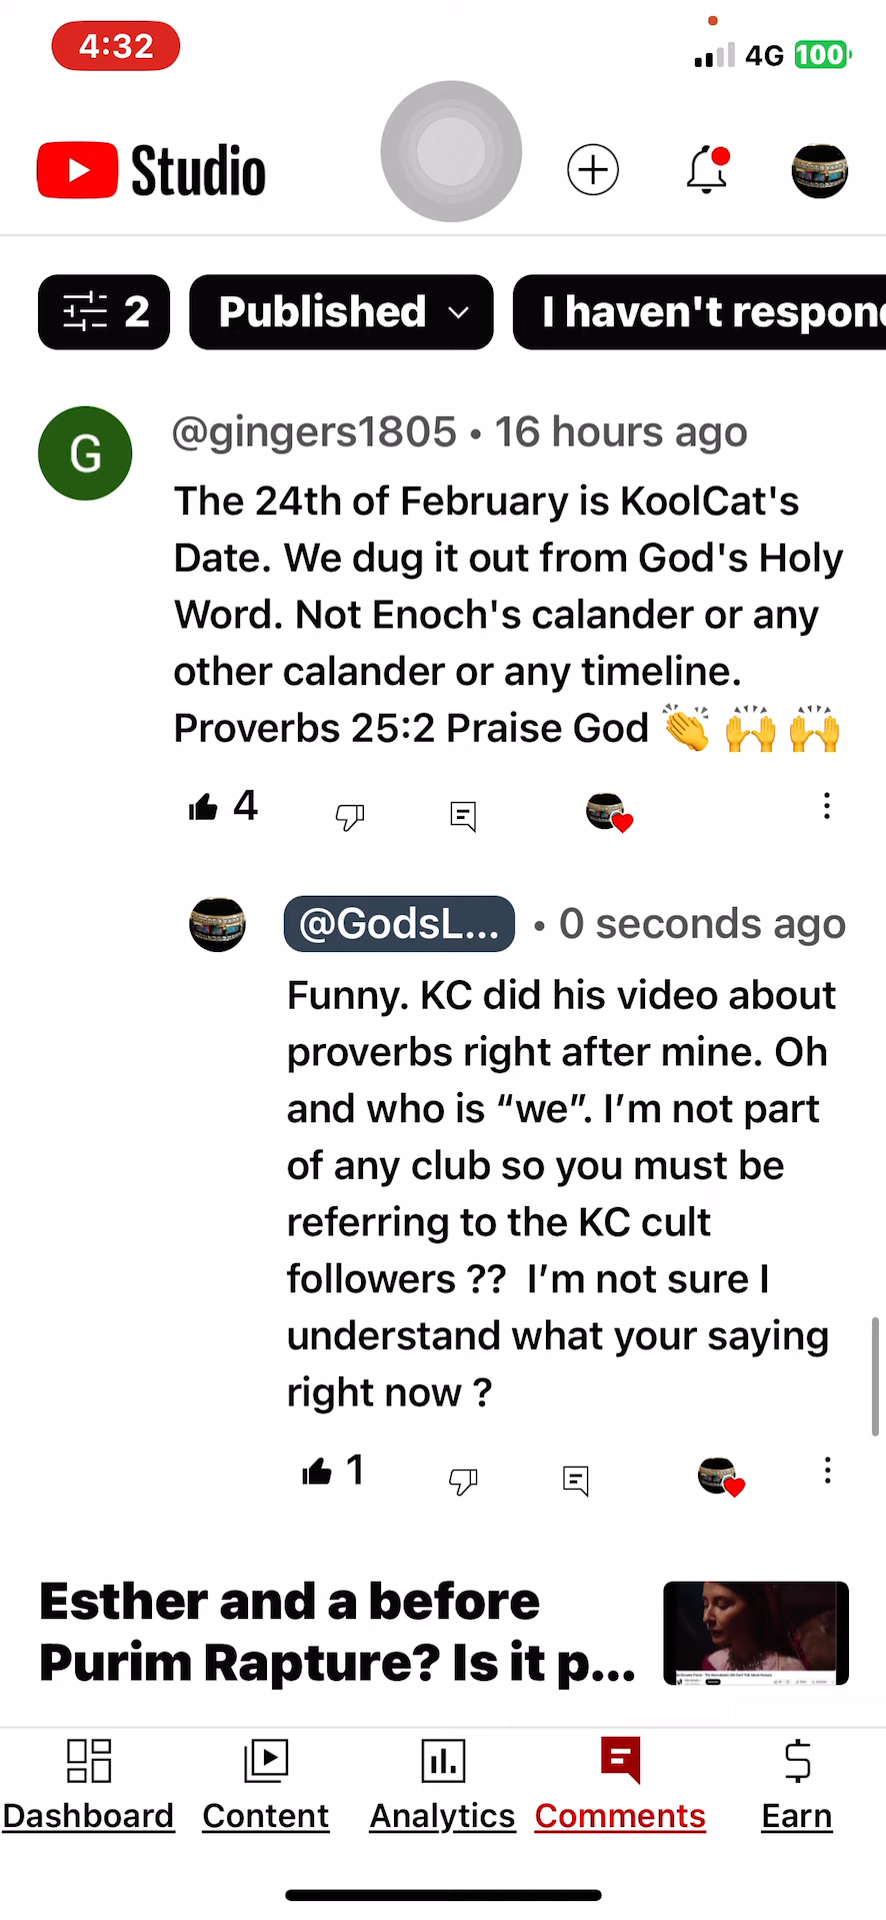 4:32
4G 100
Studio
2 Published I haven't respon
G
@gingers1805 • 16 hours ago
The 24th of February is KoolCat's
Date. We dug it out from God's Holy
Word. Not Enoch's calander or any
other calander or any timeline.
Proverbs 25:2 Praise God 👏 🙌 🙌
4
@GodsL... • 0 seconds ago
Funny. KC did his video about
proverbs right after mine. Oh
and who is “we”. I’m not part
of any club so you must be
referring to the KC cult
followers ?? I’m not sure I
understand what your saying
right now ?
1
Esther and a before
Purim Rapture? Is it p...
Dashboard Content Analytics Comments Earn